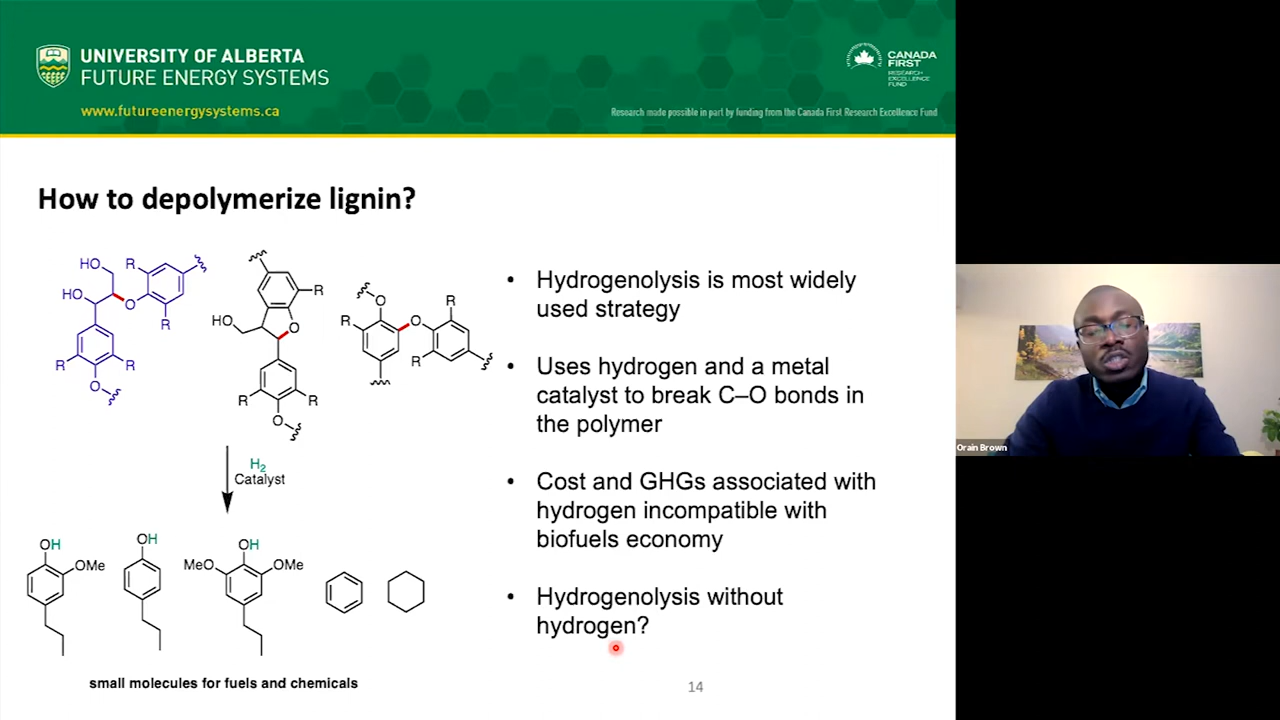 UNIVERSITY OF ALBERTA
FUTURE ENERGY SYSTEMS
www.futureenergysystems.ca
CANADA
FIRST
RESEARCH
EXCELLENCE
FUND
Research made possible in part by funding from the Canada First Research Excellence Fund
How to depolymerize lignin?
HO
R
HO
O
R
R
R
O
R
HO
O
R
R
O
O
R
R
O
R
H2
Catalyst
OH
OMe
OH
OH
MeO
OMe
small molecules for fuels and chemicals
• Hydrogenolysis is most widely
used strategy
• Uses hydrogen and a metal
catalyst to break C–O bonds in
the polymer
• Cost and GHGs associated with
hydrogen incompatible with
biofuels economy
• Hydrogenolysis without
hydrogen?
14
Orain Brown